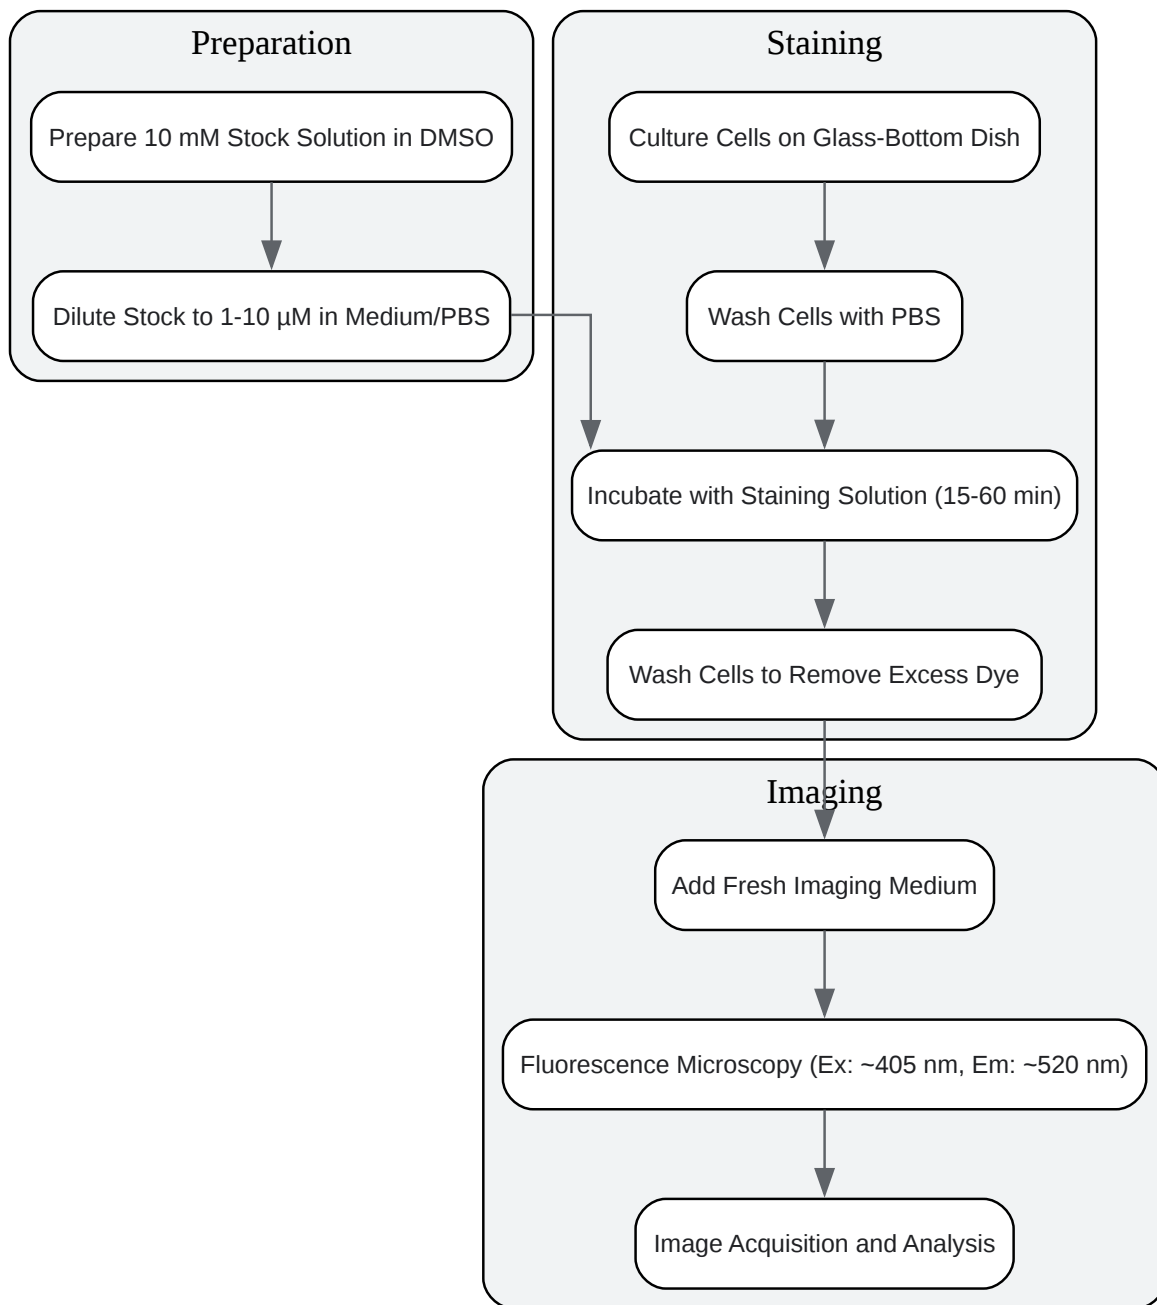 Preparation
Prepare 10 mM Stock Solution in DMSO
Dilute Stock to 1-10 µM in Medium/PBS
Staining
Culture Cells on Glass-Bottom Dish
Wash Cells with PBS
Incubate with Staining Solution (15-60 min)
Wash Cells to Remove Excess Dye
Imaging
Add Fresh Imaging Medium
Fluorescence Microscopy (Ex: ~405 nm, Em: ~520 nm)
Image Acquisition and Analysis